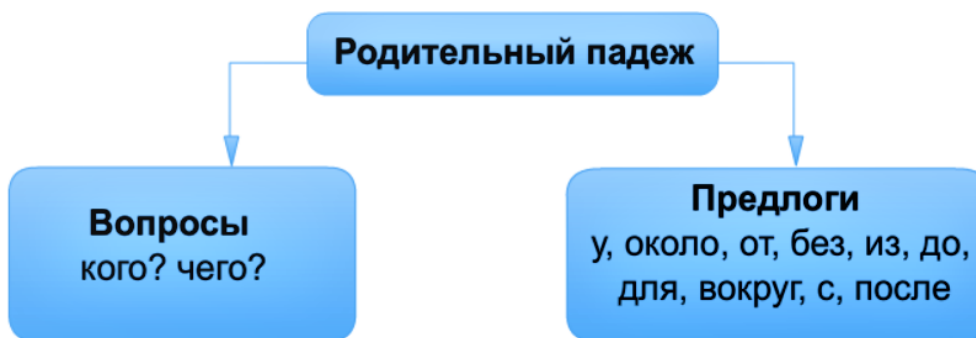 Родительный падеж
Вопросы
кого? чего?
Предлоги
у, около, от, без, из, до,
для, вокруг, с, после